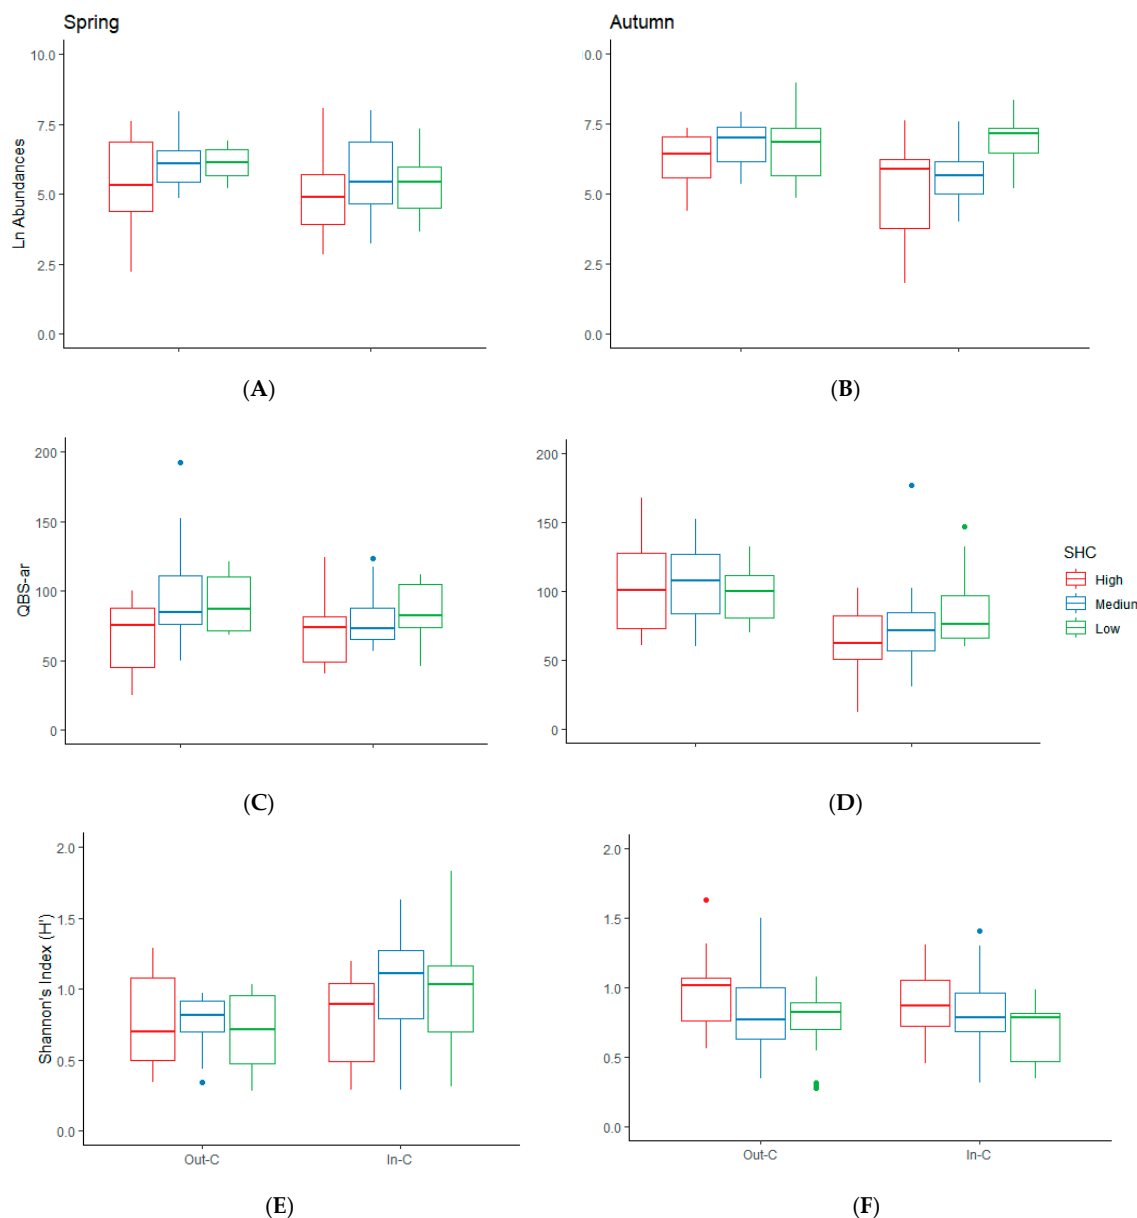 Spring
Autumn
10.0
7.5
5.0
2.5
0.0
Ln Abundances
0.0
7.5
5.0
2.5
0.0
(A)
(B)
200
150
100
50
0
QBS-ar
200
150
100
50
0
SHC
High
Medium
Low
(C)
(D)
2.0
1.5
1.0
0.5
0.0
Shannon's Index (H')
Out-C
In-C
2.0
1.5
1.0
0.5
0.0
Out-C
In-C
(E)
(F)